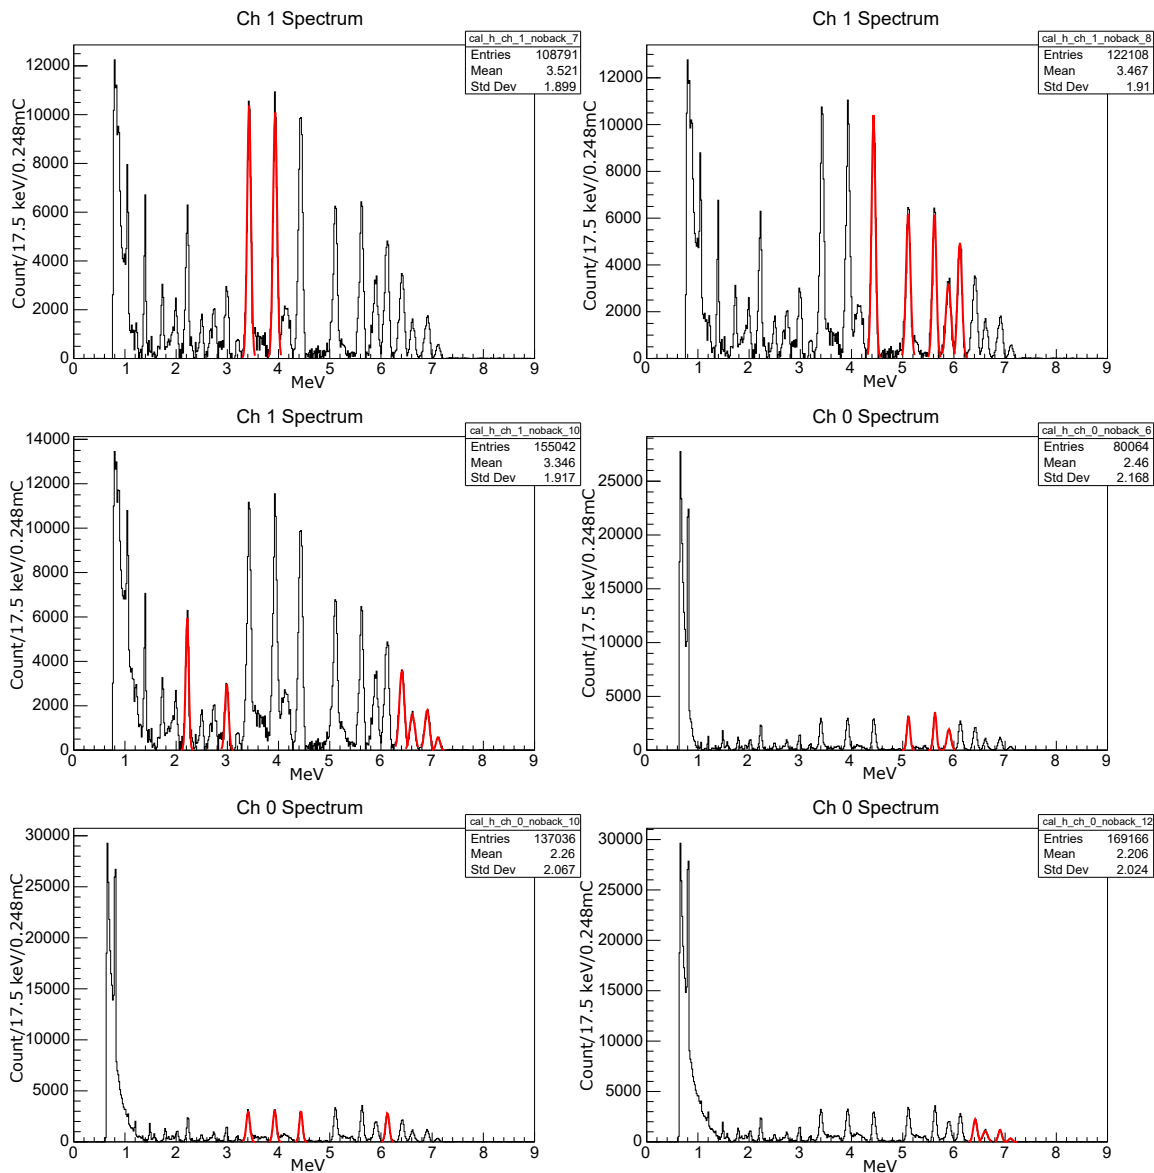 Ch 1 Spectrum
cal_h_ch_1_noback_7
Entries 108791
Mean 3.521
Std Dev 1.899
Count/17.5 keV/0.248mC
12000
10000
8000
6000
4000
2000
0
0 1 2 3 4 5 6 7 8 9
MeV
Ch 1 Spectrum
cal_h_ch_1_noback_8
Entries 122108
Mean 3.467
Std Dev 1.91
Count/17.5 keV/0.248mC
12000
10000
8000
6000
4000
2000
0
0 1 2 3 4 5 6 7 8 9
MeV
Ch 1 Spectrum
cal_h_ch_1_noback_10
Entries 155042
Mean 3.346
Std Dev 1.917
Count/17.5 keV/0.248mC
14000
12000
10000
8000
6000
4000
2000
0
0 1 2 3 4 5 6 7 8 9
MeV
Ch 0 Spectrum
cal_h_ch_0_noback_6
Entries 80064
Mean 2.46
Std Dev 2.168
Count/17.5 keV/0.248mC
25000
20000
15000
10000
5000
0
0 1 2 3 4 5 6 7 8 9
MeV
Ch 0 Spectrum
cal_h_ch_0_noback_10
Entries 137036
Mean 2.26
Std Dev 2.067
Count/17.5 keV/0.248mC
30000
25000
20000
15000
10000
5000
0
0 1 2 3 4 5 6 7 8 9
MeV
Ch 0 Spectrum
cal_h_ch_0_noback_12
Entries 169166
Mean 2.206
Std Dev 2.024
Count/17.5 keV/0.248mC
30000
25000
20000
15000
10000
5000
0
0 1 2 3 4 5 6 7 8 9
MeV